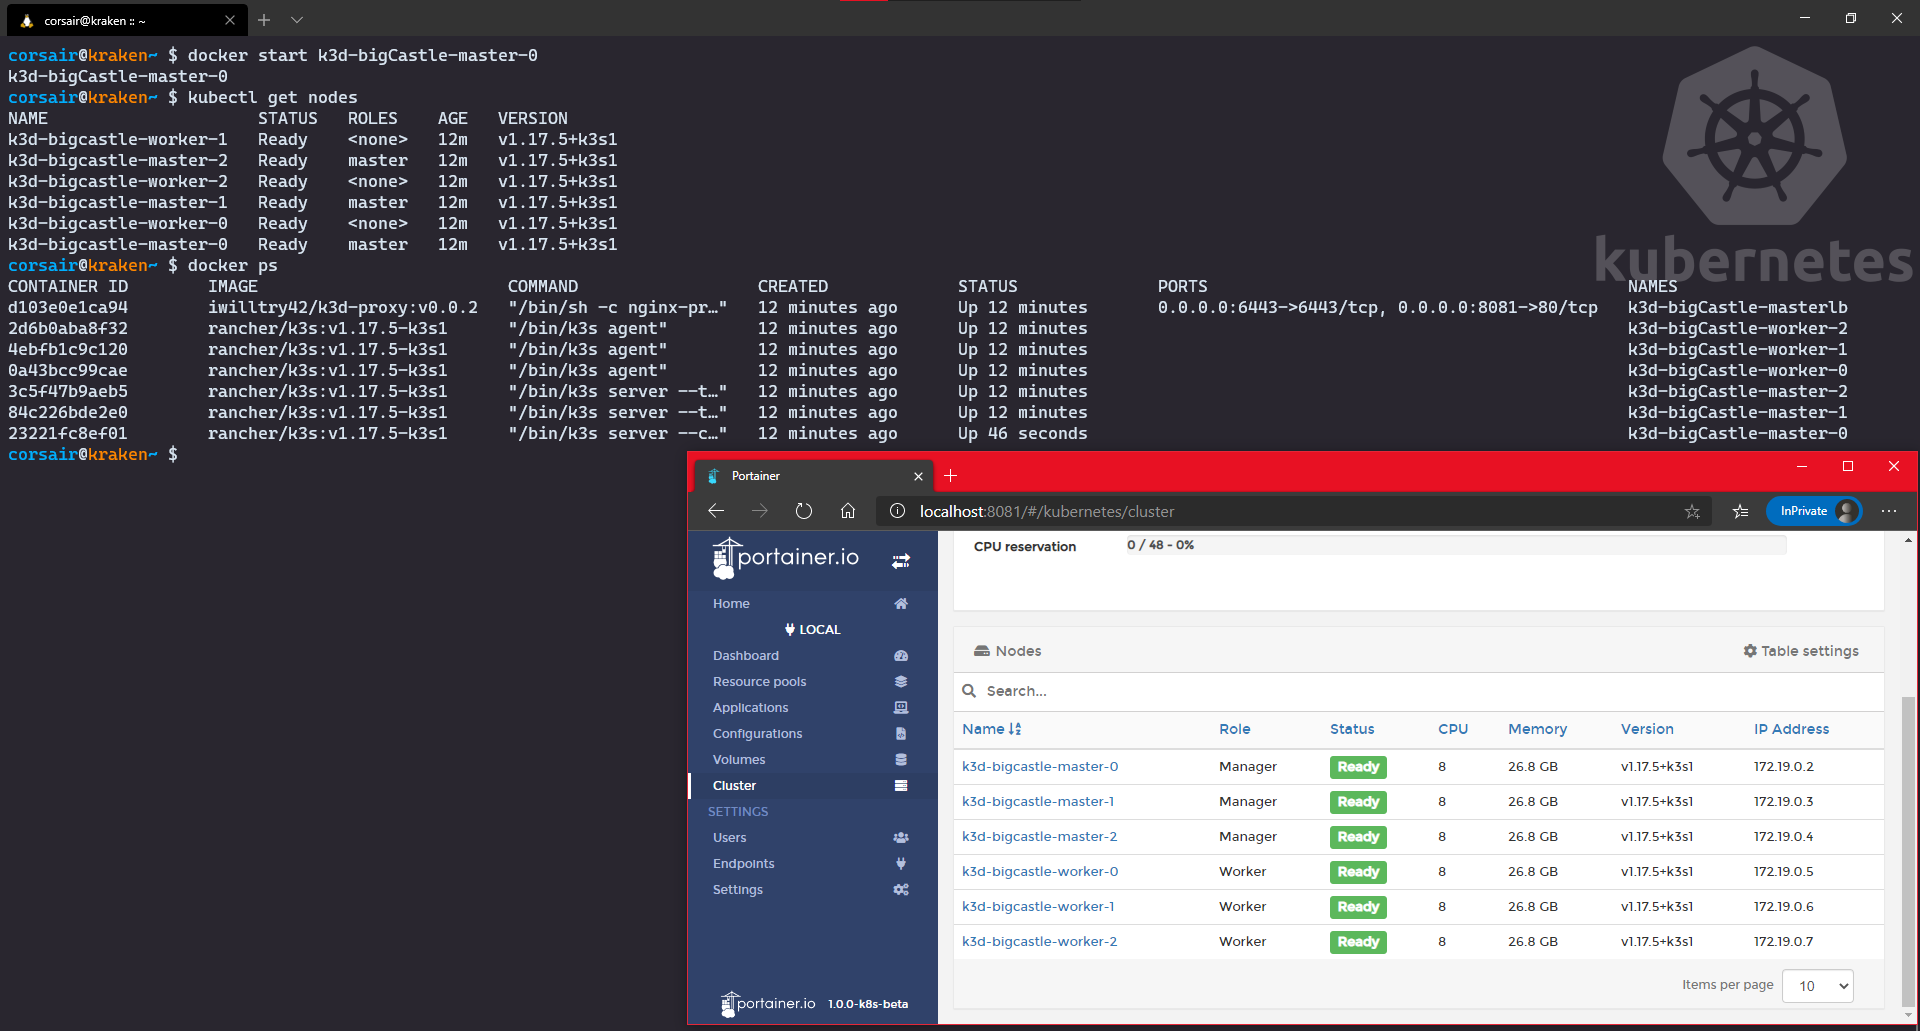 corsair@kraken :: ~
corsair@kraken~ $ docker start k3d-bigCastle-master-0
k3d-bigCastle-master-0
corsair@kraken~ $ kubectl get nodes
NAME STATUS ROLES AGE VERSION
k3d-bigcastle-worker-1 Ready <none> 12m v1.17.5+k3s1
k3d-bigcastle-master-2 Ready master 12m v1.17.5+k3s1
k3d-bigcastle-worker-2 Ready <none> 12m v1.17.5+k3s1
k3d-bigcastle-master-1 Ready master 12m v1.17.5+k3s1
k3d-bigcastle-worker-0 Ready <none> 12m v1.17.5+k3s1
k3d-bigcastle-master-0 Ready master 12m v1.17.5+k3s1
kubernetes
corsair@kraken~ $ docker ps
CONTAINER ID IMAGE COMMAND CREATED STATUS PORTS NAMES
d103e0e1ca94 iwilltry42/k3d-proxy:v0.0.2 "/bin/sh -c nginx-pr…" 12 minutes ago Up 12 minutes 0.0.0.0:6443->6443/tcp, 0.0.0.0:8081->80/tcp k3d-bigCastle-masterlb
2d6b0aba8f32 rancher/k3s:v1.17.5-k3s1 "/bin/k3s agent" 12 minutes ago Up 12 minutes k3d-bigCastle-worker-2
4ebfb1c9c120 rancher/k3s:v1.17.5-k3s1 "/bin/k3s agent" 12 minutes ago Up 12 minutes k3d-bigCastle-worker-1
0a43bcc99cae rancher/k3s:v1.17.5-k3s1 "/bin/k3s agent" 12 minutes ago Up 12 minutes k3d-bigCastle-worker-0
3c5f47b9aeb5 rancher/k3s:v1.17.5-k3s1 "/bin/k3s server --t…" 12 minutes ago Up 12 minutes k3d-bigCastle-master-2
84c226bde2e0 rancher/k3s:v1.17.5-k3s1 "/bin/k3s server --t…" 12 minutes ago Up 12 minutes k3d-bigCastle-master-1
23221fc8ef01 rancher/k3s:v1.17.5-k3s1 "/bin/k3s server --c…" 12 minutes ago Up 46 seconds k3d-bigCastle-master-0
corsair@kraken~ $
Portainer
localhost:8081/#/kubernetes/cluster
InPrivate
portainer.io
Home
LOCAL
Dashboard
Resource pools
Applications
Configurations
Volumes
Cluster
SETTINGS
Users
Endpoints
Settings
portainer.io 1.0.0-k8s-beta
CPU reservation 0 / 48 - 0%
Nodes Table settings
Search...
Name Role Status CPU Memory Version IP Address
k3d-bigcastle-master-0 Manager Ready 8 26.8 GB v1.17.5+k3s1 172.19.0.2
k3d-bigcastle-master-1 Manager Ready 8 26.8 GB v1.17.5+k3s1 172.19.0.3
k3d-bigcastle-master-2 Manager Ready 8 26.8 GB v1.17.5+k3s1 172.19.0.4
k3d-bigcastle-worker-0 Worker Ready 8 26.8 GB v1.17.5+k3s1 172.19.0.5
k3d-bigcastle-worker-1 Worker Ready 8 26.8 GB v1.17.5+k3s1 172.19.0.6
k3d-bigcastle-worker-2 Worker Ready 8 26.8 GB v1.17.5+k3s1 172.19.0.7
Items per page 10